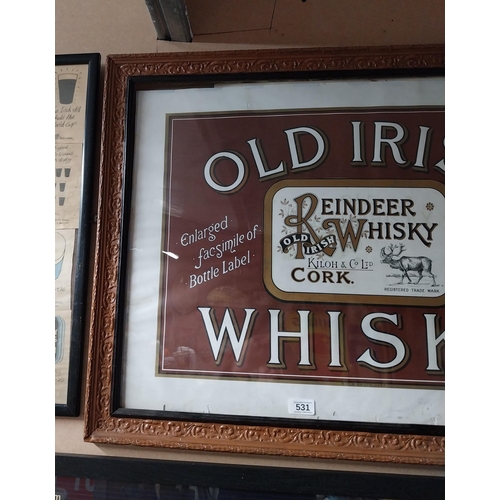 OLD IRIS
Enlarged
facsimile of
Bottle Label
REINDEER
OLD IRISH
WHISKY
KILOH & CO LTD
CORK.
REGISTERED TRADE MARK
WHISK
531